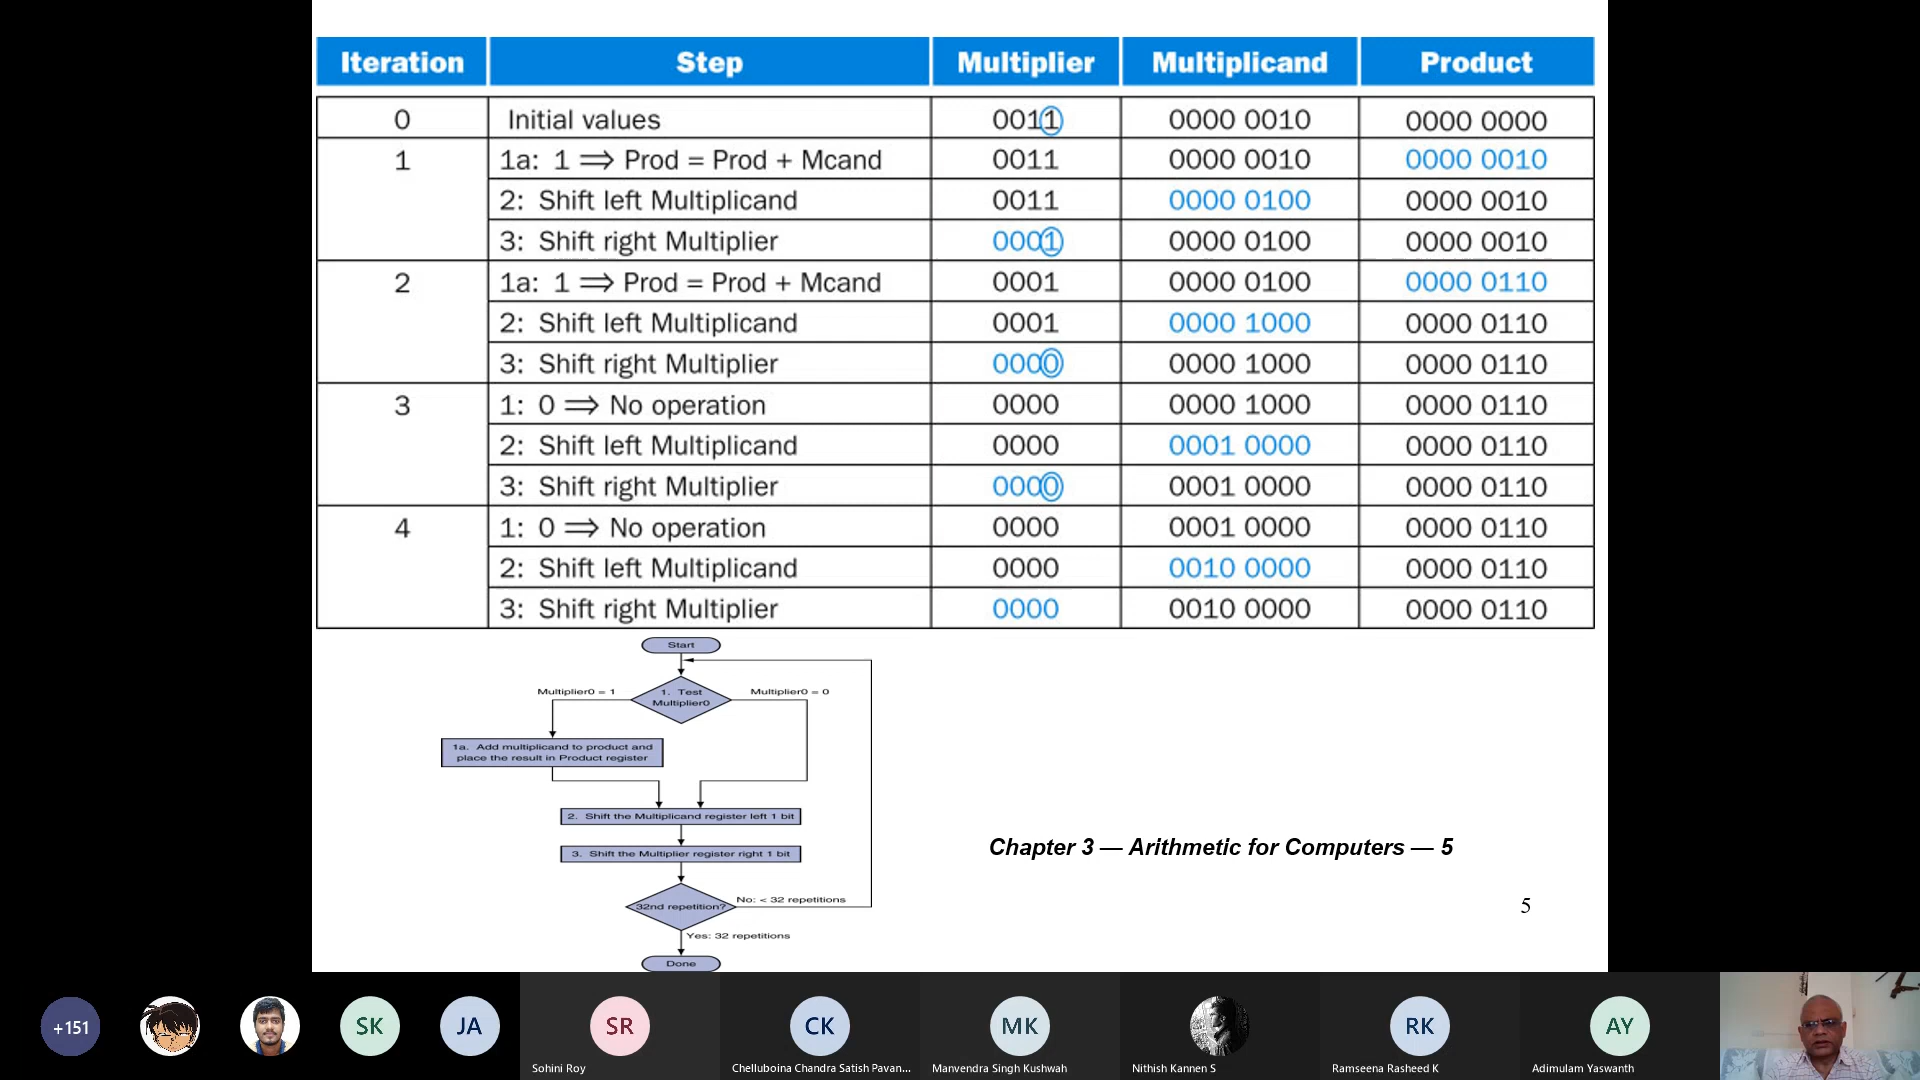 Iteration Step Multiplier Multiplicand Product
0 Initial values 0011 0000 0010 0000 0000
1 1a: 1 ⟹ Prod = Prod + Mcand 0011 0000 0010 0000 0010
2: Shift left Multiplicand 0011 0000 0100 0000 0010
3: Shift right Multiplier 0001 0000 0100 0000 0010
2 1a: 1 ⟹ Prod = Prod + Mcand 0001 0000 0100 0000 0110
2: Shift left Multiplicand 0001 0000 1000 0000 0110
3: Shift right Multiplier 0000 0000 1000 0000 0110
3 1: 0 ⟹ No operation 0000 0000 1000 0000 0110
2: Shift left Multiplicand 0000 0001 0000 0000 0110
3: Shift right Multiplier 0000 0001 0000 0000 0110
4 1: 0 ⟹ No operation 0000 0001 0000 0000 0110
2: Shift left Multiplicand 0000 0010 0000 0000 0110
3: Shift right Multiplier 0000 0010 0000 0000 0110
Start
Multiplier0 = 1
1. Test
Multiplier0
Multiplier0 = 0
1a. Add multiplicand to product and
place the result in Product register
2. Shift the Multiplicand register left 1 bit
3. Shift the Multiplier register right 1 bit
32nd repetition?
No: < 32 repetitions
Yes: 32 repetitions
Done
Chapter 3 — Arithmetic for Computers — 5
5
+151
SK
JA
SR
CK
MK
RK
AY
Sohini Roy
Chelluboina Chandra Satish Pavan...
Manvendra Singh Kushwah
Nithish Kannen S
Ramseena Rasheed K
Adimulam Yaswanth